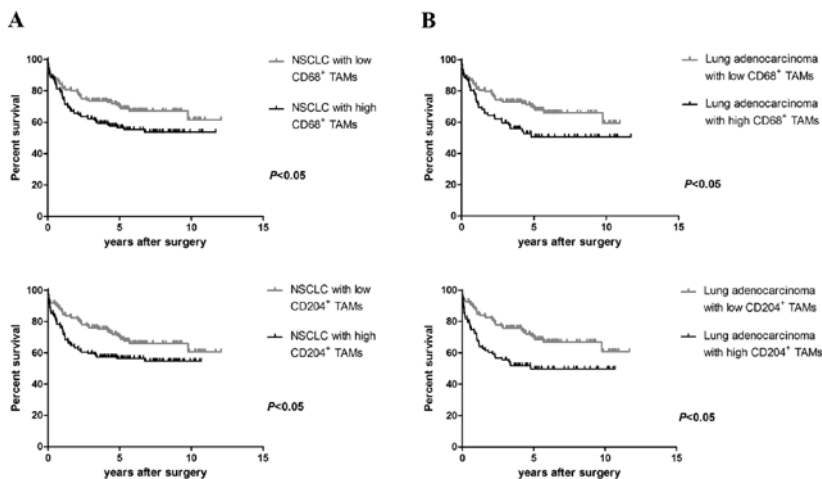 A
100
80
60
40
20
0
Percent survival
0
5
10
15
years after surgery
NSCLC with low
CD68⁺ TAMs
NSCLC with high
CD68⁺ TAMs
P<0.05
100
80
60
40
20
0
Percent survival
0
5
10
15
years after surgery
NSCLC with low
CD204⁺ TAMs
NSCLC with high
CD204⁺ TAMs
P<0.05
B
100
80
60
40
20
0
Percent survival
0
5
10
15
years after surgery
Lung adenocarcinoma
with low CD68⁺ TAMs
Lung adenocarcinoma
with high CD68⁺ TAMs
P<0.05
100
80
60
40
20
0
Percent survival
0
5
10
15
years after surgery
Lung adenocarcinoma
with low CD204⁺ TAMs
Lung adenocarcinoma
with high CD204⁺ TAMs
P<0.05